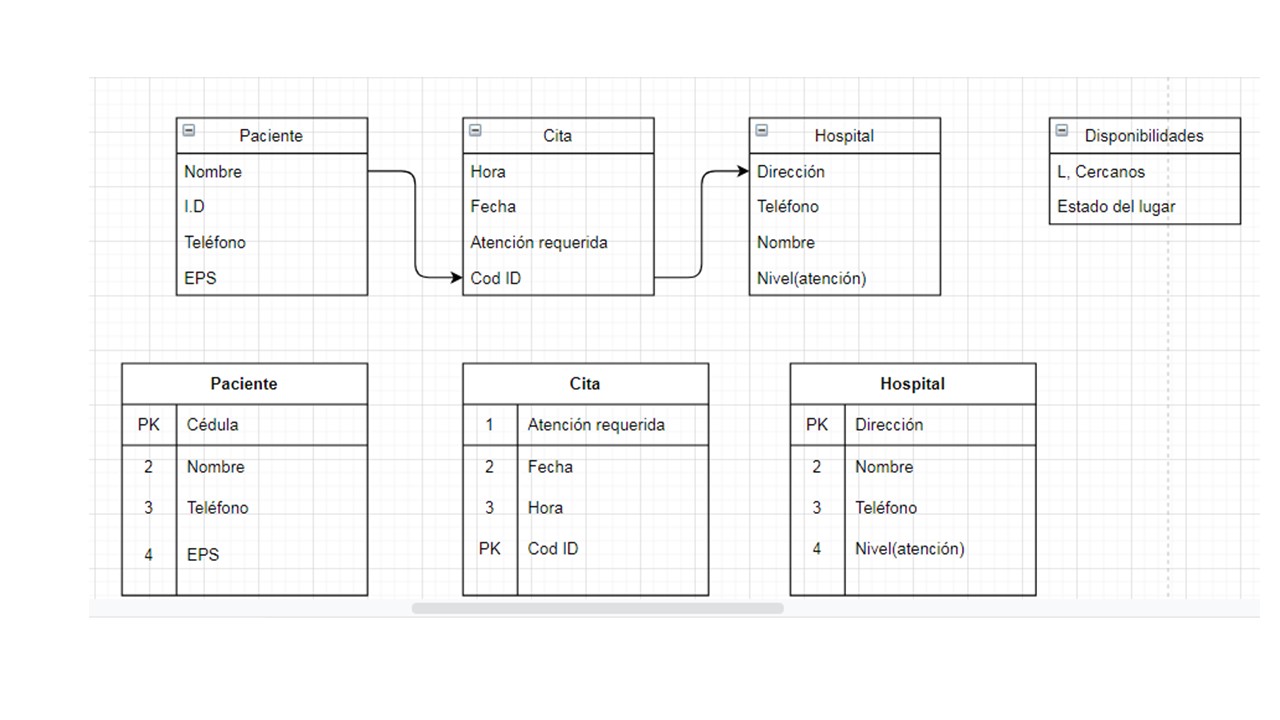 Paciente
Nombre
I.D
Teléfono
EPS
Cita
Hora
Fecha
Atención requerida
Cod ID
Hospital
Dirección
Teléfono
Nombre
Nivel(atención)
Disponibilidades
L, Cercanos
Estado del lugar
Paciente
PK Cédula
2 Nombre
3 Teléfono
4 EPS
Cita
1 Atención requerida
2 Fecha
3 Hora
PK Cod ID
Hospital
PK Dirección
2 Nombre
3 Teléfono
4 Nivel(atención)